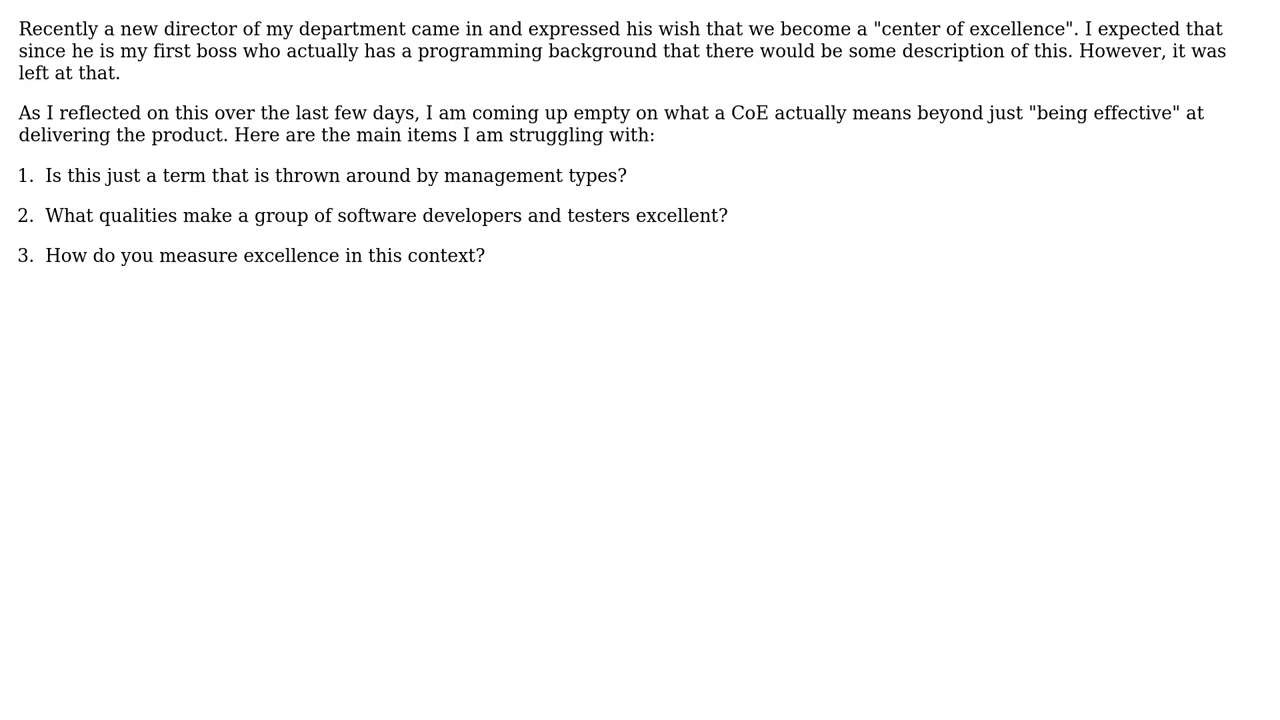 Recently a new director of my department came in and expressed his wish that we become a "center of excellence". I expected that
since he is my first boss who actually has a programming background that there would be some description of this. However, it was
left at that.
As I reflected on this over the last few days, I am coming up empty on what a CoE actually means beyond just "being effective" at
delivering the product. Here are the main items I am struggling with:
1. Is this just a term that is thrown around by management types?
2. What qualities make a group of software developers and testers excellent?
3. How do you measure excellence in this context?